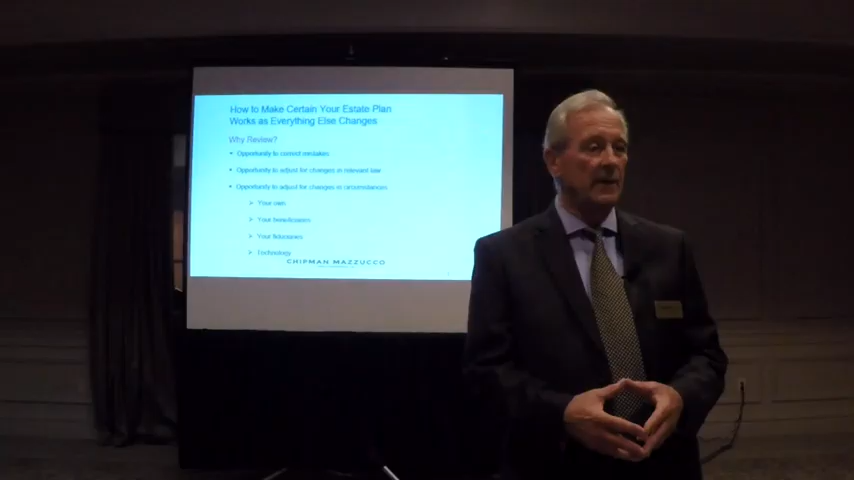 How to Make Certain Your Estate Plan
Works as Everything Else Changes
Why Review?
• Opportunity to correct mistakes
• Opportunity to adjust for changes in relevant law
• Opportunity to adjust for changes in circumstances
➢ Your own
➢ Your beneficiaries
➢ Your fiduciaries
➢ Technology
CHIPMAN MAZZUCCO